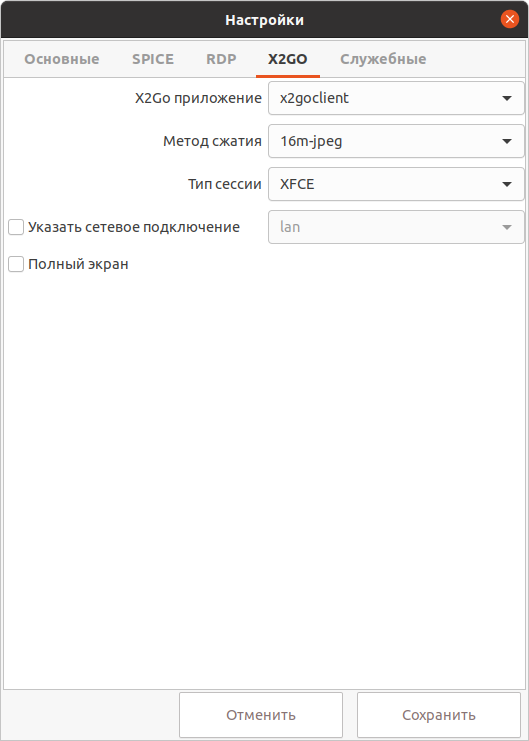 Настройки
Основные SPICE RDP X2GO Служебные
X2Go приложение x2goclient
Метод сжатия 16m-jpeg
Тип сессии XFCE
Указать сетевое подключение lan
Полный экран
Отменить Сохранить